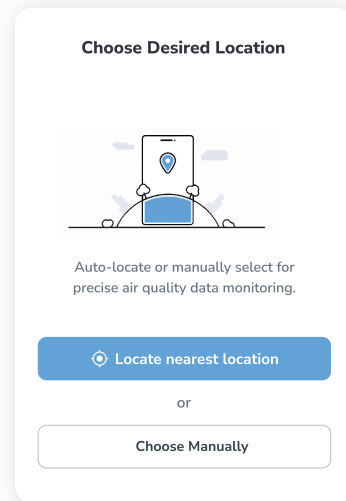 Choose Desired Location
Auto-locate or manually select for
precise air quality data monitoring.
Locate nearest location
or
Choose Manually